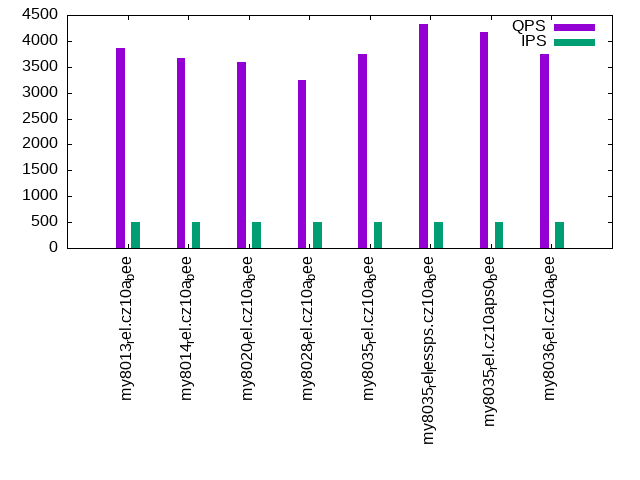 4500
4000
3500
3000
2500
2000
1500
1000
500
0
QPS
IPS
my8013rel.cz10abee
my8014rel.cz10abee
my8020rel.cz10abee
my8028rel.cz10abee
my8035rel.cz10abee
my8035rellessps.cz10abee
my8035rel.cz10aps0bee
my8036rel.cz10abee